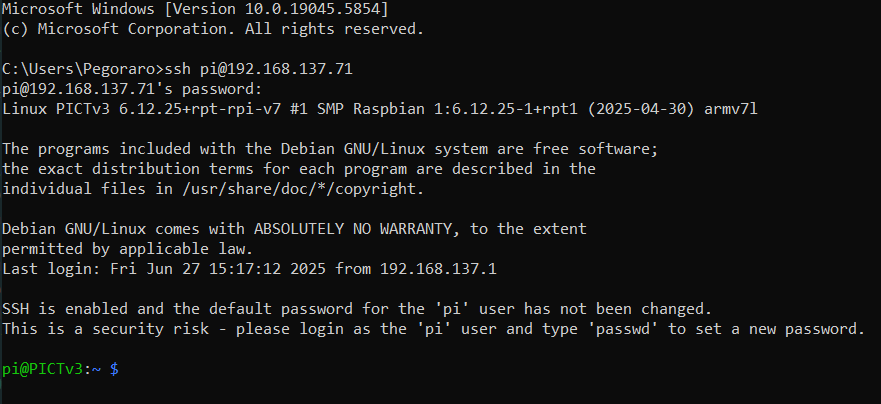 Microsoft Windows [Version 10.0.19045.5854]
(c) Microsoft Corporation. All rights reserved.
C:\Users\Pegoraro>ssh pi@192.168.137.71
pi@192.168.137.71's password:
Linux PICTv3 6.12.25+rpt-rpi-v7 #1 SMP Raspbian 1:6.12.25-1+rpt1 (2025-04-30) armv7l
The programs included with the Debian GNU/Linux system are free software;
the exact distribution terms for each program are described in the
individual files in /usr/share/doc/*/copyright.
Debian GNU/Linux comes with ABSOLUTELY NO WARRANTY, to the extent
permitted by applicable law.
Last login: Fri Jun 27 15:17:12 2025 from 192.168.137.1
SSH is enabled and the default password for the 'pi' user has not been changed.
This is a security risk - please login as the 'pi' user and type 'passwd' to set a new password.
pi@PICTv3:~ $